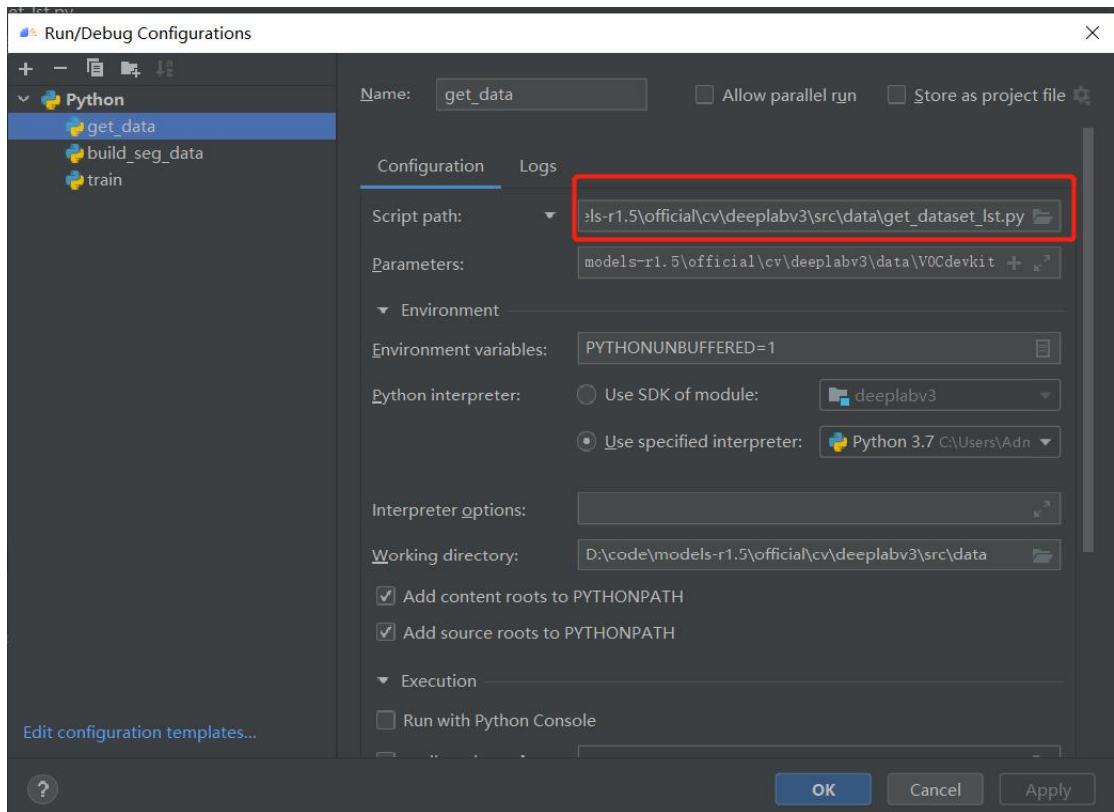 Run/Debug Configurations
Python
get_data
build_seg_data
train
Edit configuration templates...
Name: get_data Allow parallel run Store as project file
Configuration Logs
Script path: els-r1.5\official\cv\deeplabv3\src\data\get_dataset_lst.py
Parameters: models-r1.5\official\cv\deeplabv3\data\VOCdevkit
Environment
Environment variables: PYTHONUNBUFFERED=1
Python interpreter: Use SDK of module: deeplabv3
Use specified interpreter: Python 3.7 C:\Users\Adn
Interpreter options:
Working directory: D:\code\models-r1.5\official\cv\deeplabv3\src\data
Add content roots to PYTHONPATH
Add source roots to PYTHONPATH
Execution
Run with Python Console
? OK Cancel Apply